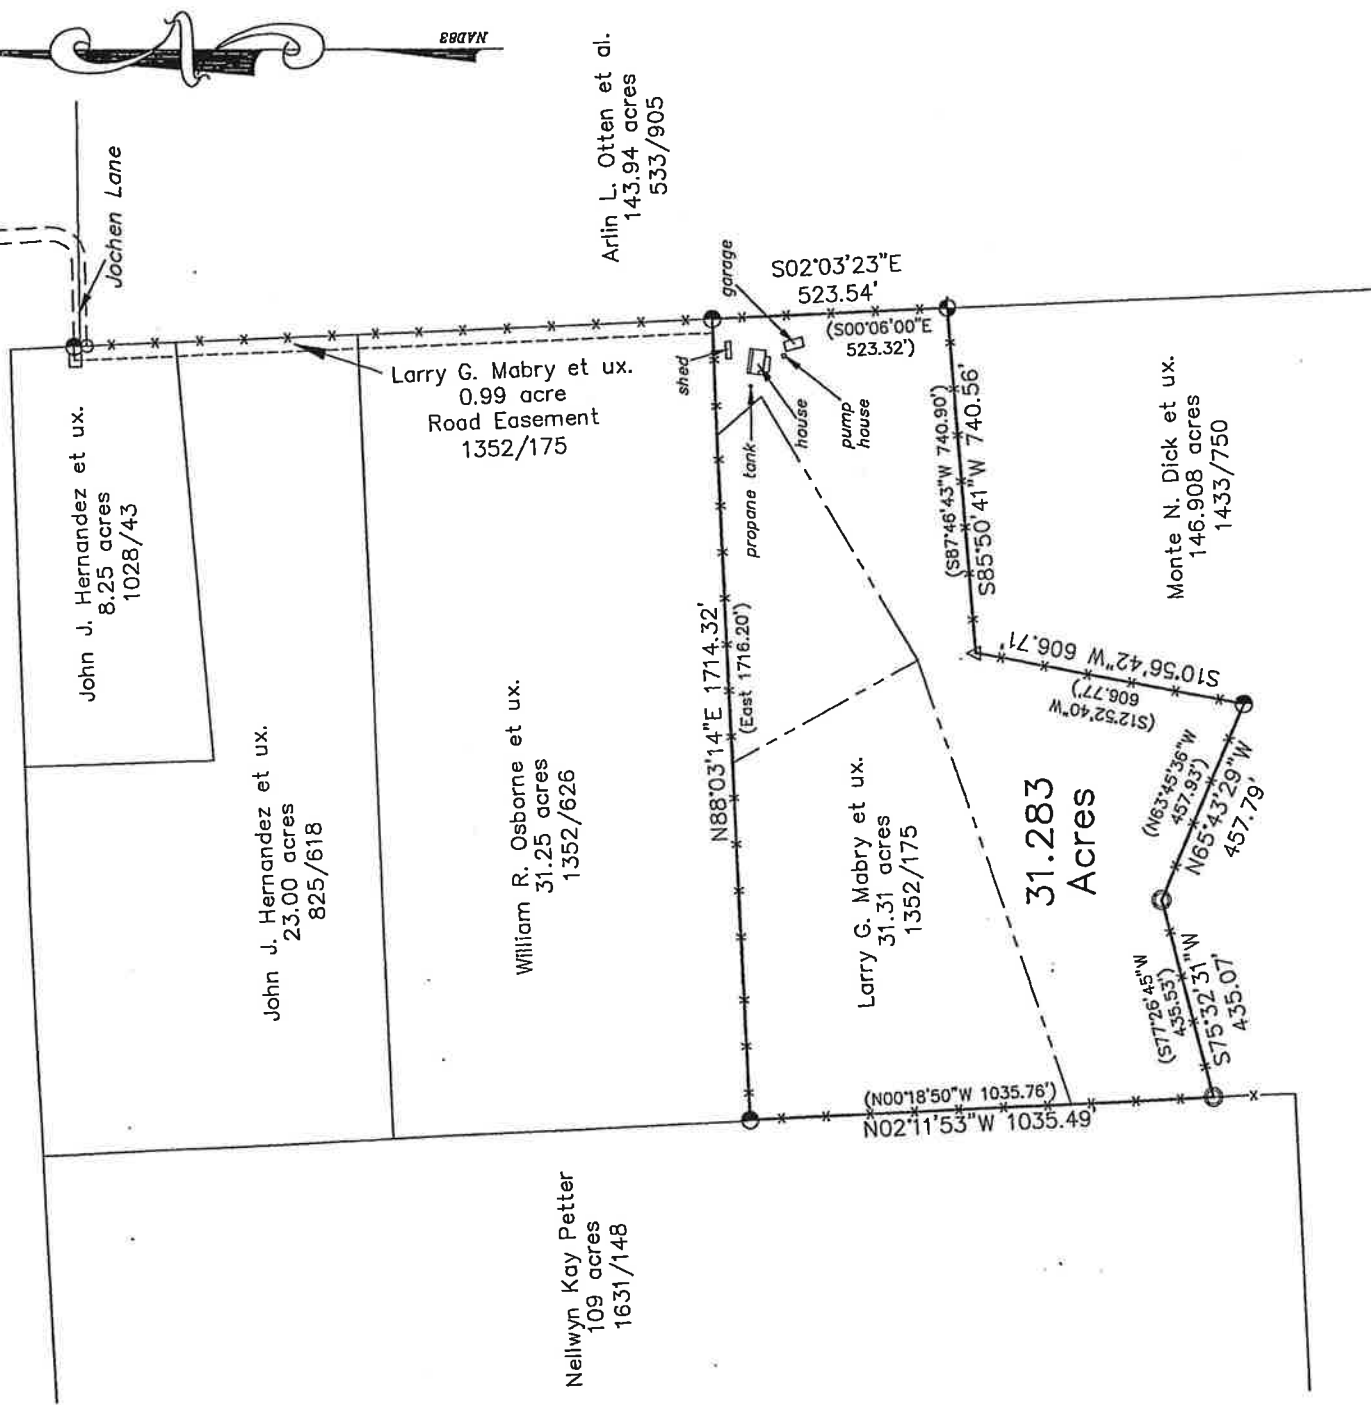 NAD83
Jochen Lane
Arlin L. Otten et al.
143.94 acres
533/905
John J. Hernandez et ux.
8.25 acres
1028/43
Larry G. Mabry et ux.
0.99 acre
Road Easement
1352/175
John J. Hernandez et ux.
23.00 acres
825/618
William R. Osborne et ux.
31.25 acres
1352/626
N88°03'14"E 1714.32'
(East 1716.20')
shed
garage
propane tank
house
pump
house
S02°03'23"E
523.54'
(S00°06'00"E
523.32')
(S87°46'43"W 740.90')
S85°50'41"W 740.56'
Monte N. Dick et ux.
146.908 acres
1433/750
S10°56'42"W 606.71'
(S12°52'40"W
606.77')
(N63°45'36"W
457.93')
N65°43'29"W
457.79'
(S77°26'45"W
435.53')
S75°32'31"W
435.07'
31.283
Acres
Larry G. Mabry et ux.
31.31 acres
1352/175
(N00°18'50"W 1035.76')
N02°11'53"W 1035.49'
Nellwyn Kay Petter
109 acres
1631/148